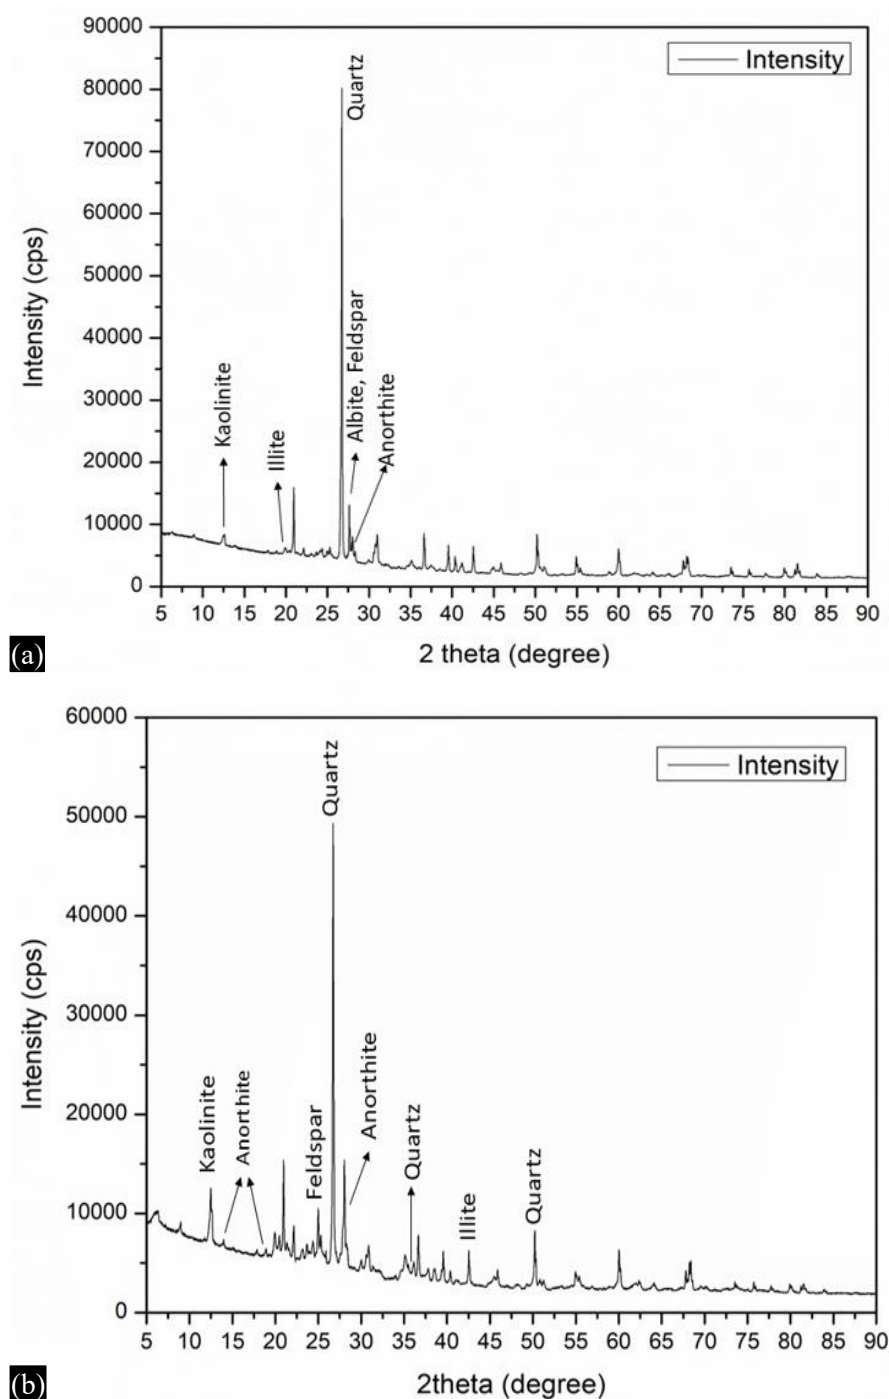 90000
80000
70000
60000
50000
40000
30000
20000
10000
0
Intensity (cps)
Intensity
Quartz
Kaolinite
Illite
Albite, Feldspar
Anorthite
5 10 15 20 25 30 35 40 45 50 55 60 65 70 75 80 85 90
2 theta (degree)
(a)
60000
50000
40000
30000
20000
10000
0
Intensity (cps)
Intensity
Quartz
Kaolinite
Anorthite
Feldspar
Anorthite
Quartz
Illite
Quartz
5 10 15 20 25 30 35 40 45 50 55 60 65 70 75 80 85 90
2theta (degree)
(b)